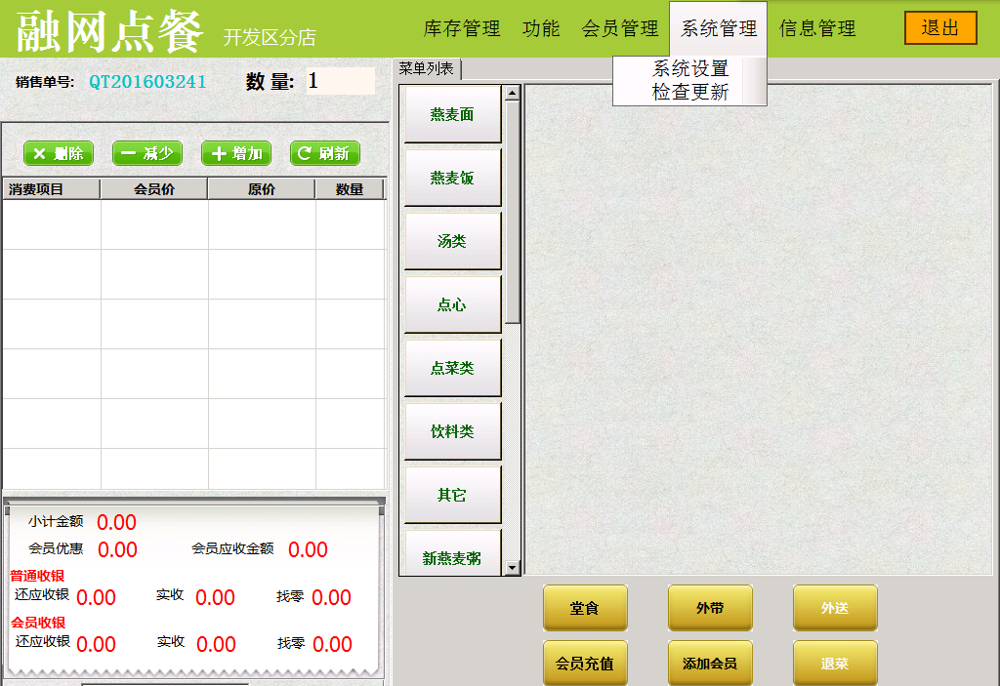 融网点餐 开发区分店
库存管理 功能 会员管理 系统管理 信息管理 退出
系统设置
检查更新
销售单号: QT201603241 数 量: 1
菜单列表
删除 减少 增加 刷新
消费项目 会员价 原价 数量
燕麦面
燕麦饭
汤类
点心
点菜类
饮料类
其它
新燕麦粥
小计金额 0.00
会员优惠 0.00 会员应收金额 0.00
普通收银
还应收银 0.00 实收 0.00 找零 0.00
会员收银
还应收银 0.00 实收 0.00 找零 0.00
堂食 外带 外送
会员充值 添加会员 退菜